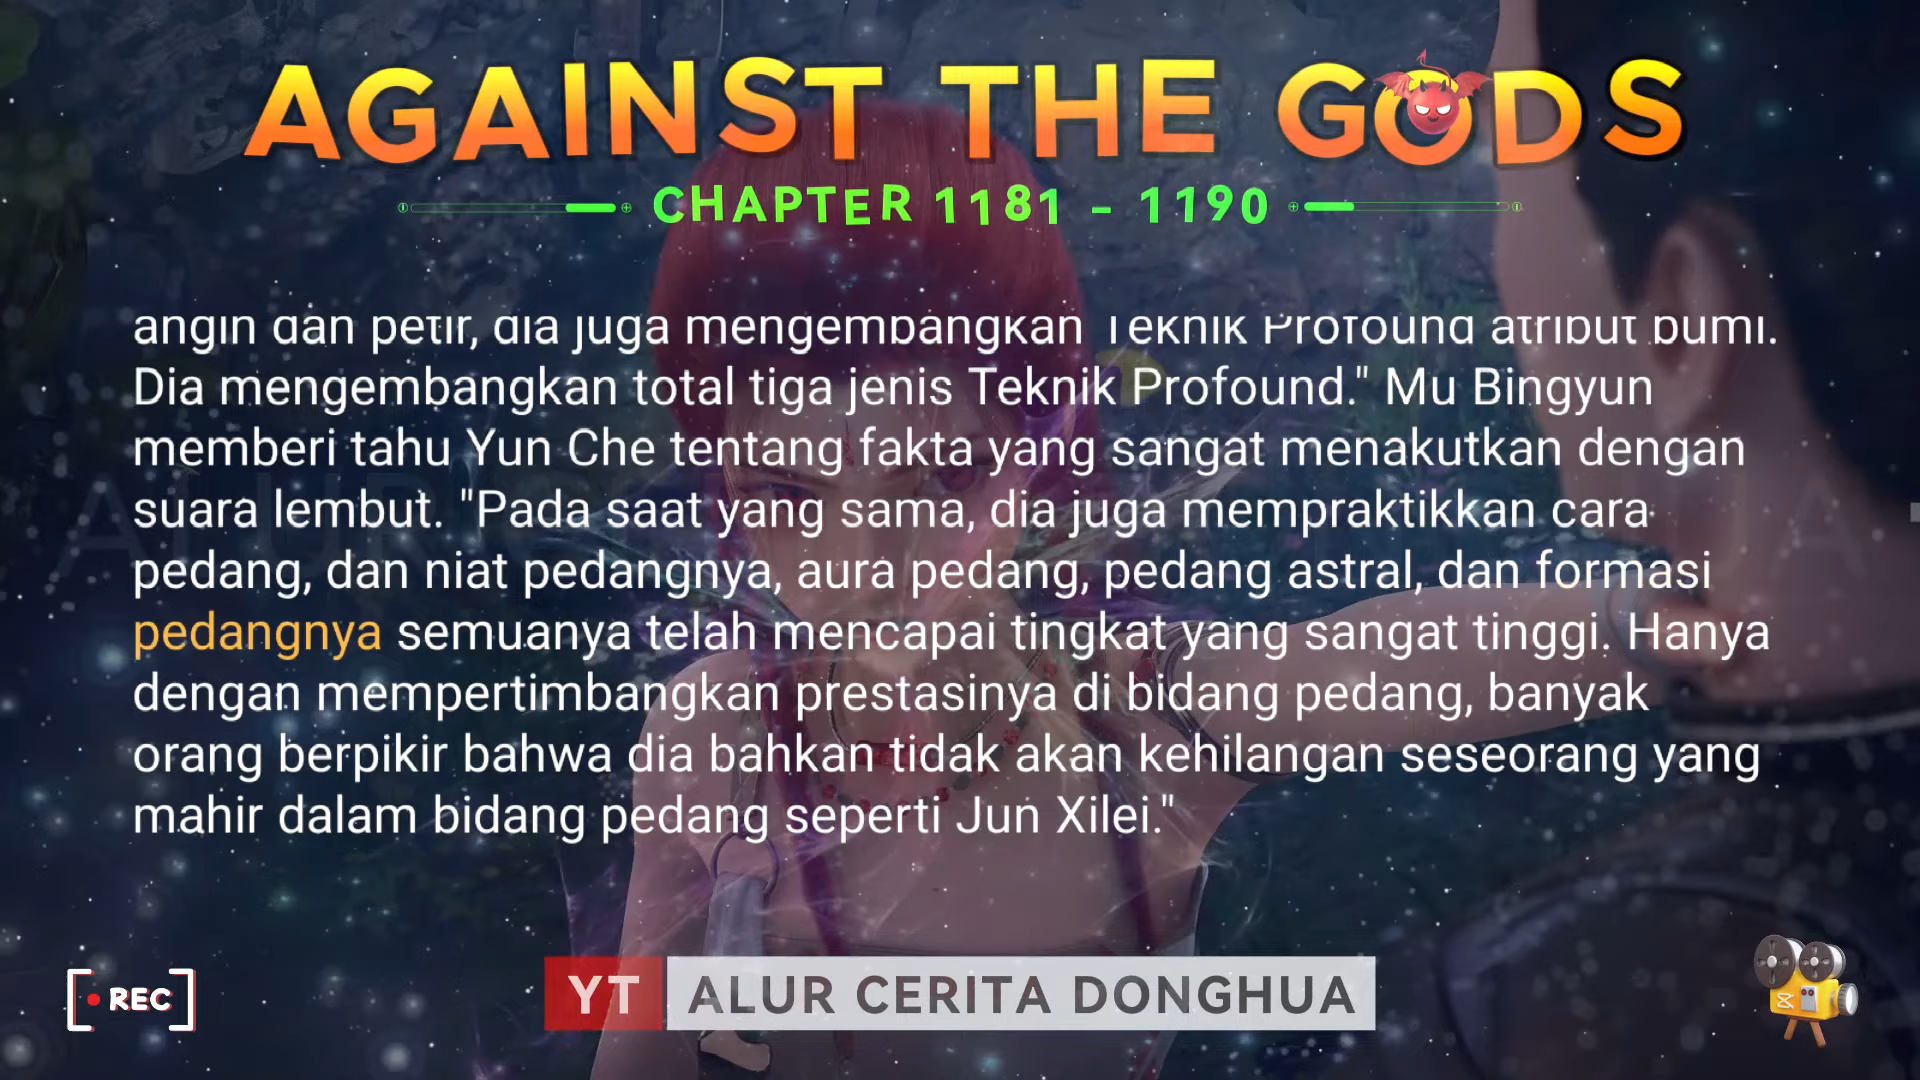 AGAINST THE GODS
CHAPTER 1181 - 1190
angin dan petir, dia juga mengembangkan Teknik Profound atribut bumi.
Dia mengembangkan total tiga jenis Teknik Profound." Mu Bingyun
memberi tahu Yun Che tentang fakta yang sangat menakutkan dengan
suara lembut. "Pada saat yang sama, dia juga mempraktikkan cara
pedang, dan niat pedangnya, aura pedang, pedang astral, dan formasi
pedangnya semuanya telah mencapai tingkat yang sangat tinggi. Hanya
dengan mempertimbangkan prestasinya di bidang pedang, banyak
orang berpikir bahwa dia bahkan tidak akan kehilangan seseorang yang
mahir dalam bidang pedang seperti Jun Xilei."
REC
YT ALUR CERITA DONGHUA